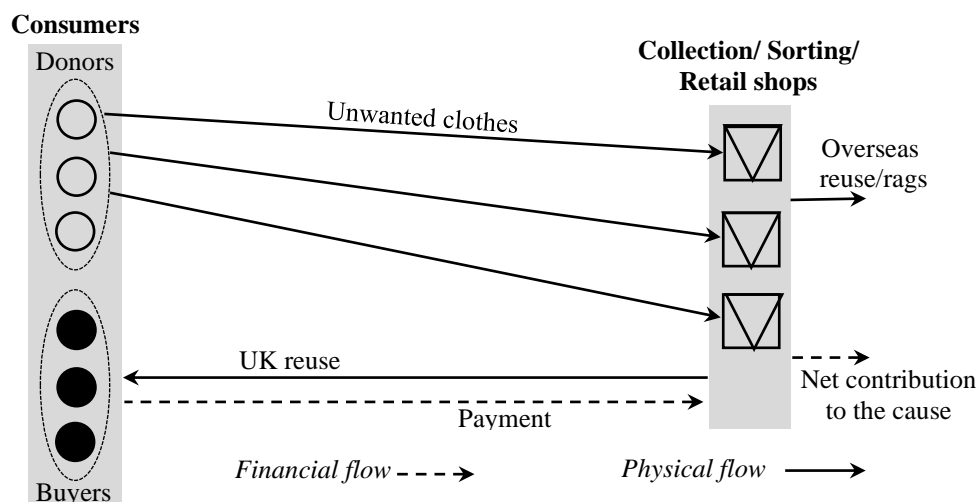 Consumers
Donors
Collection/ Sorting/
Retail shops
Unwanted clothes
Overseas
reuse/rags
UK reuse
Payment
Net contribution
to the cause
Financial flow
Physical flow
Buyers